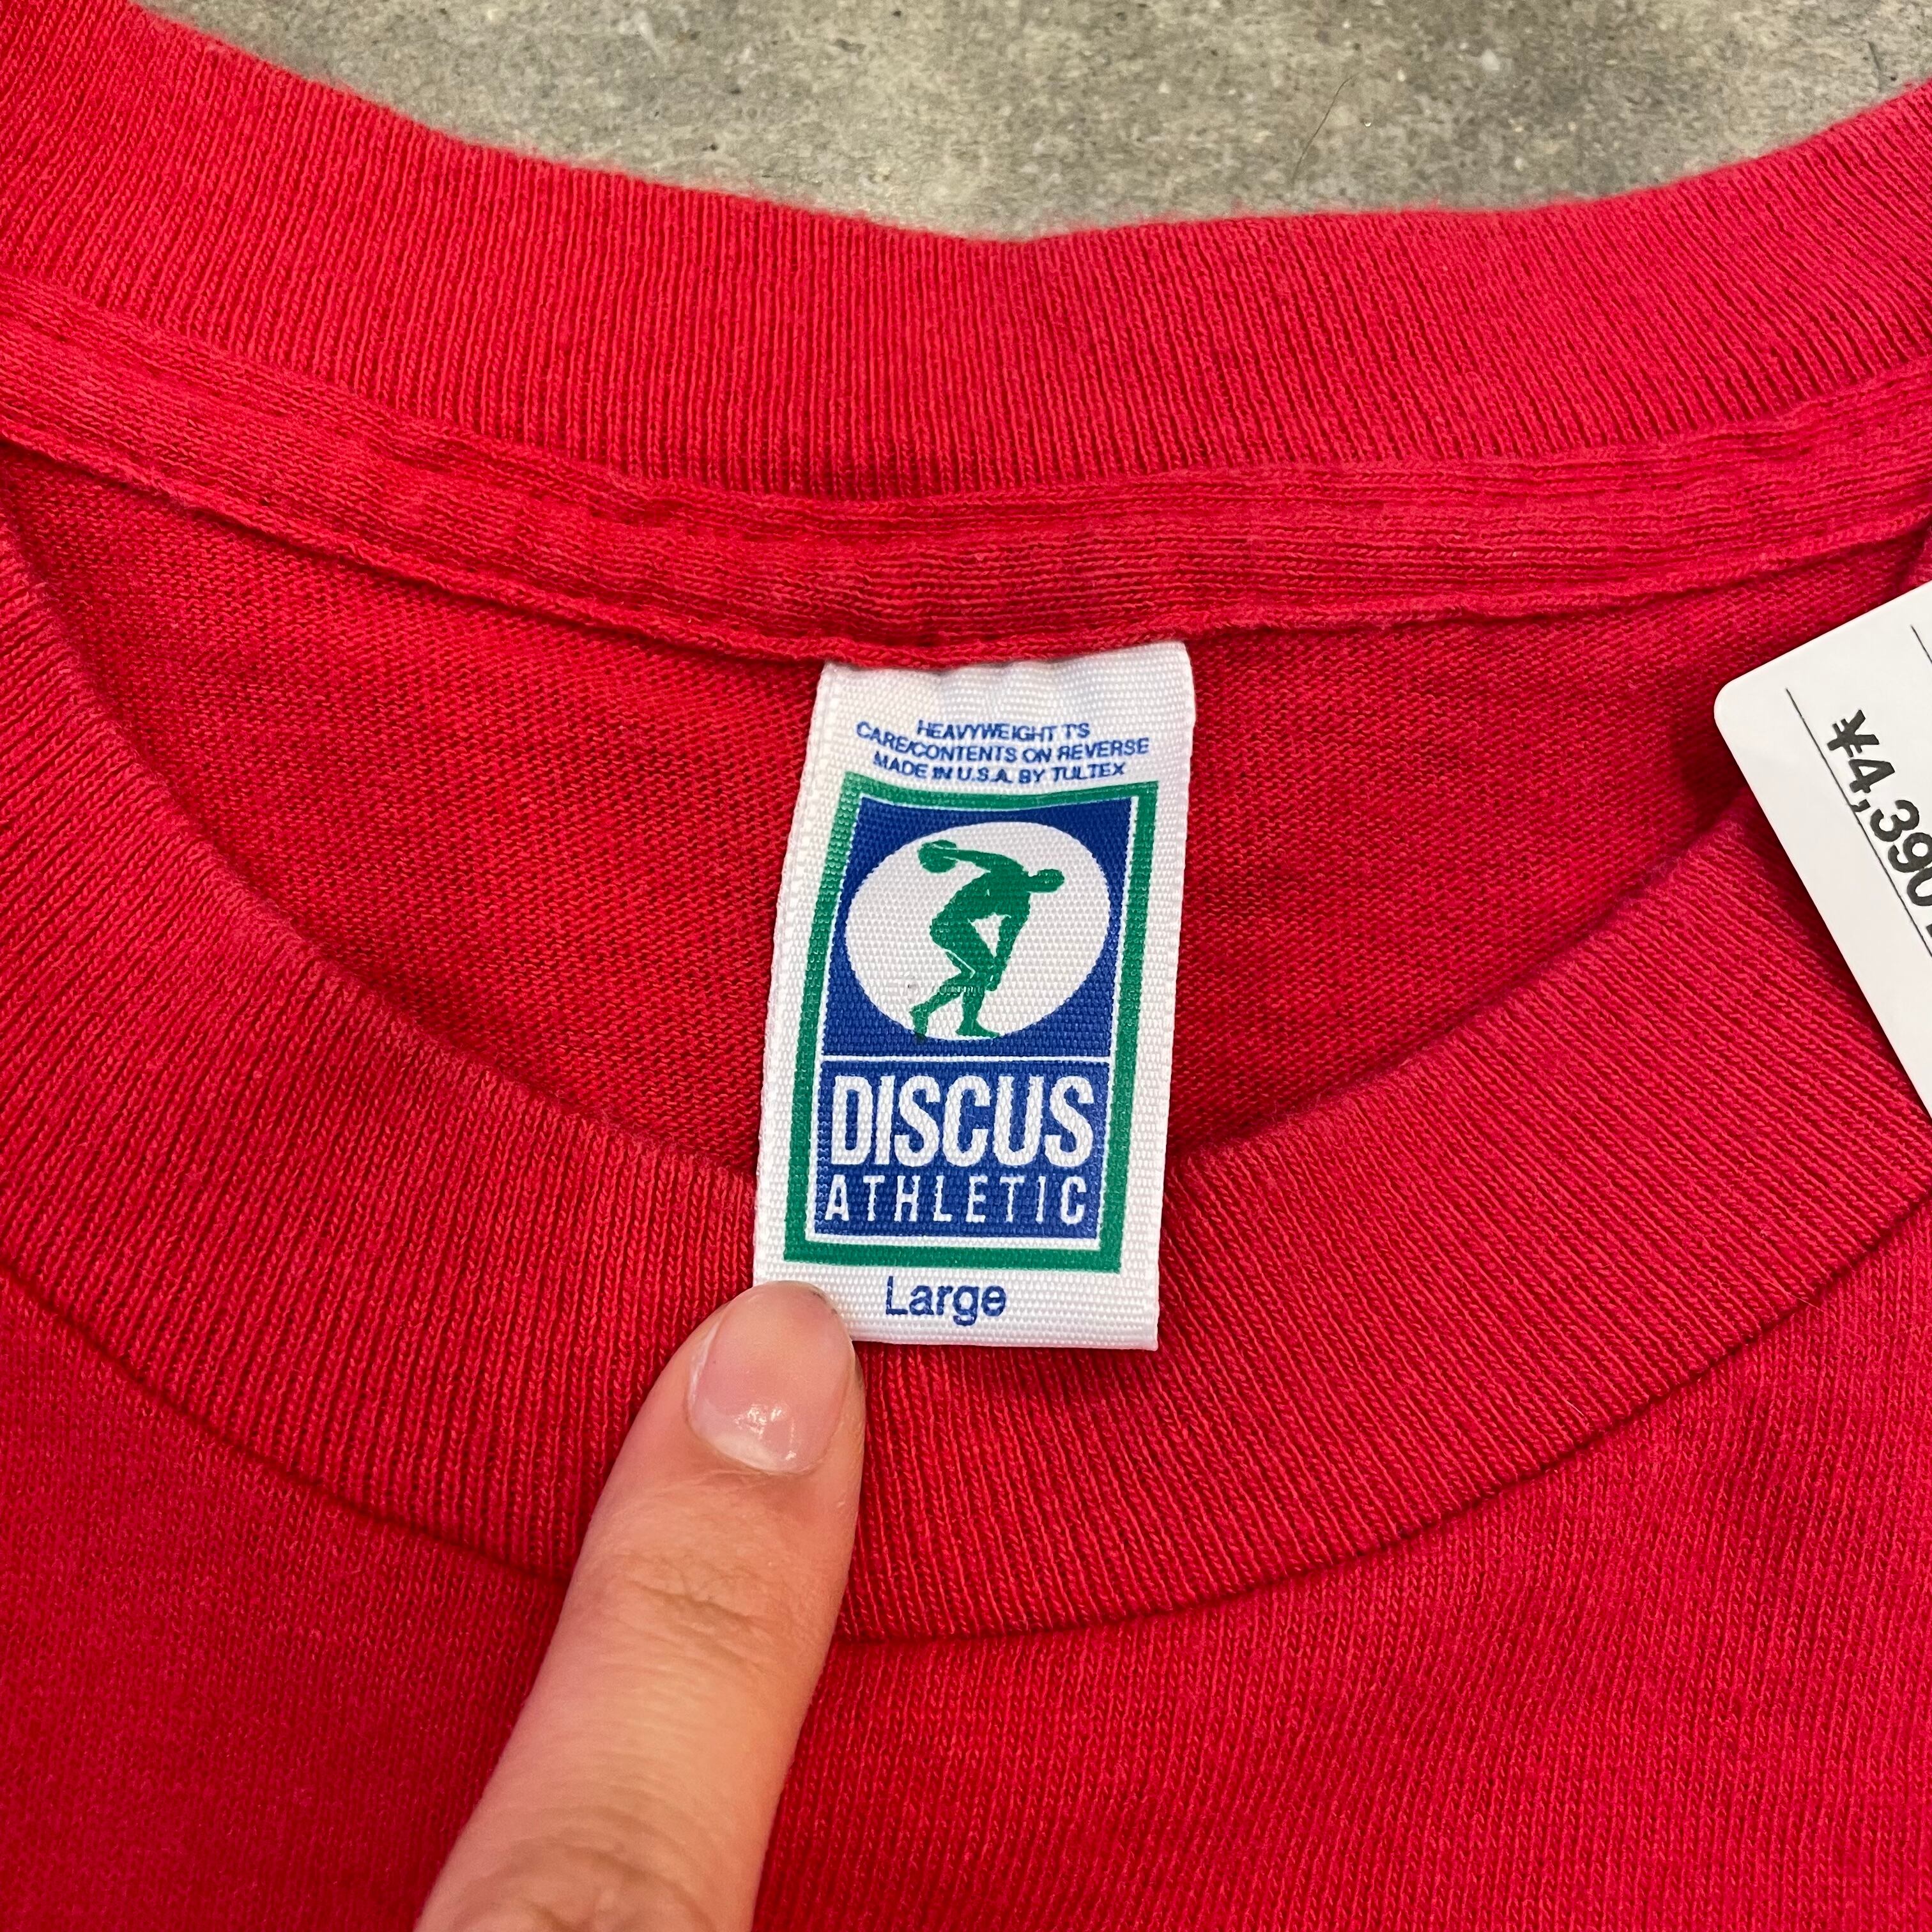 HEAVYWEIGHT T'S
CARE/CONTENTS ON REVERSE
MADE IN U.S.A. BY TULTEX
DISCUS
ATHLETIC
Large
¥4,390